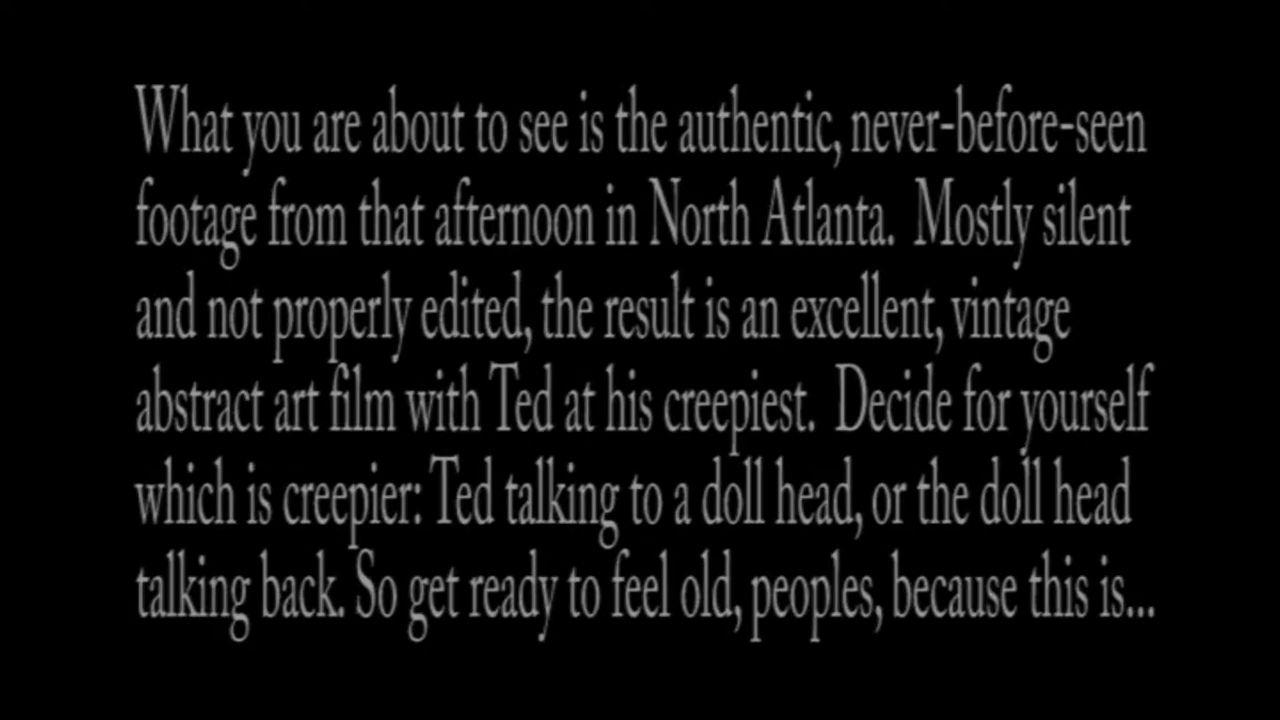 What you are about to see is the authentic, never-before-seen
footage from that afternoon in North Atlanta.  Mostly silent
and not properly edited, the result is an excellent, vintage
abstract art film with Ted at his creepiest.  Decide for yourself
which is creepier: Ted talking to a doll head, or the doll head
talking back. So get ready to feel old, peoples, because this is...